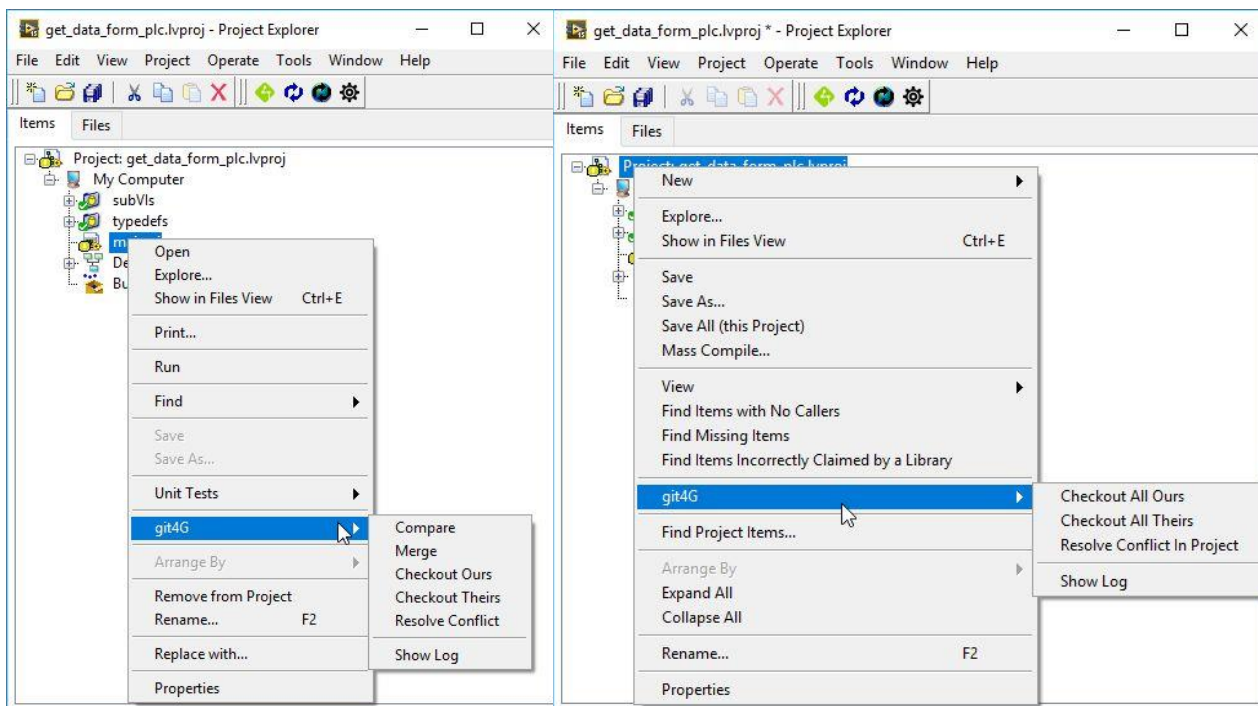 get_data_form_plc.lvproj - Project Explorer
File Edit View Project Operate Tools Window Help
Items Files
Project: get_data_form_plc.lvproj
My Computer
subVIs
typedefs
Open
Explore...
Show in Files View Ctrl+E
Print...
Run
Find
Save
Save As...
Unit Tests
git4G
Arrange By
Remove from Project
Rename... F2
Replace with...
Properties
Compare
Merge
Checkout Ours
Checkout Theirs
Resolve Conflict
Show Log
get_data_form_plc.lvproj * - Project Explorer
File Edit View Project Operate Tools Window Help
Items Files
Project: get_data_form_plc.lvproj
New
Explore...
Show in Files View Ctrl+E
Save
Save As...
Save All (this Project)
Mass Compile...
View
Find Items with No Callers
Find Missing Items
Find Items Incorrectly Claimed by a Library
git4G
Find Project Items...
Arrange By
Expand All
Collapse All
Rename... F2
Properties
Checkout All Ours
Checkout All Theirs
Resolve Conflict In Project
Show Log